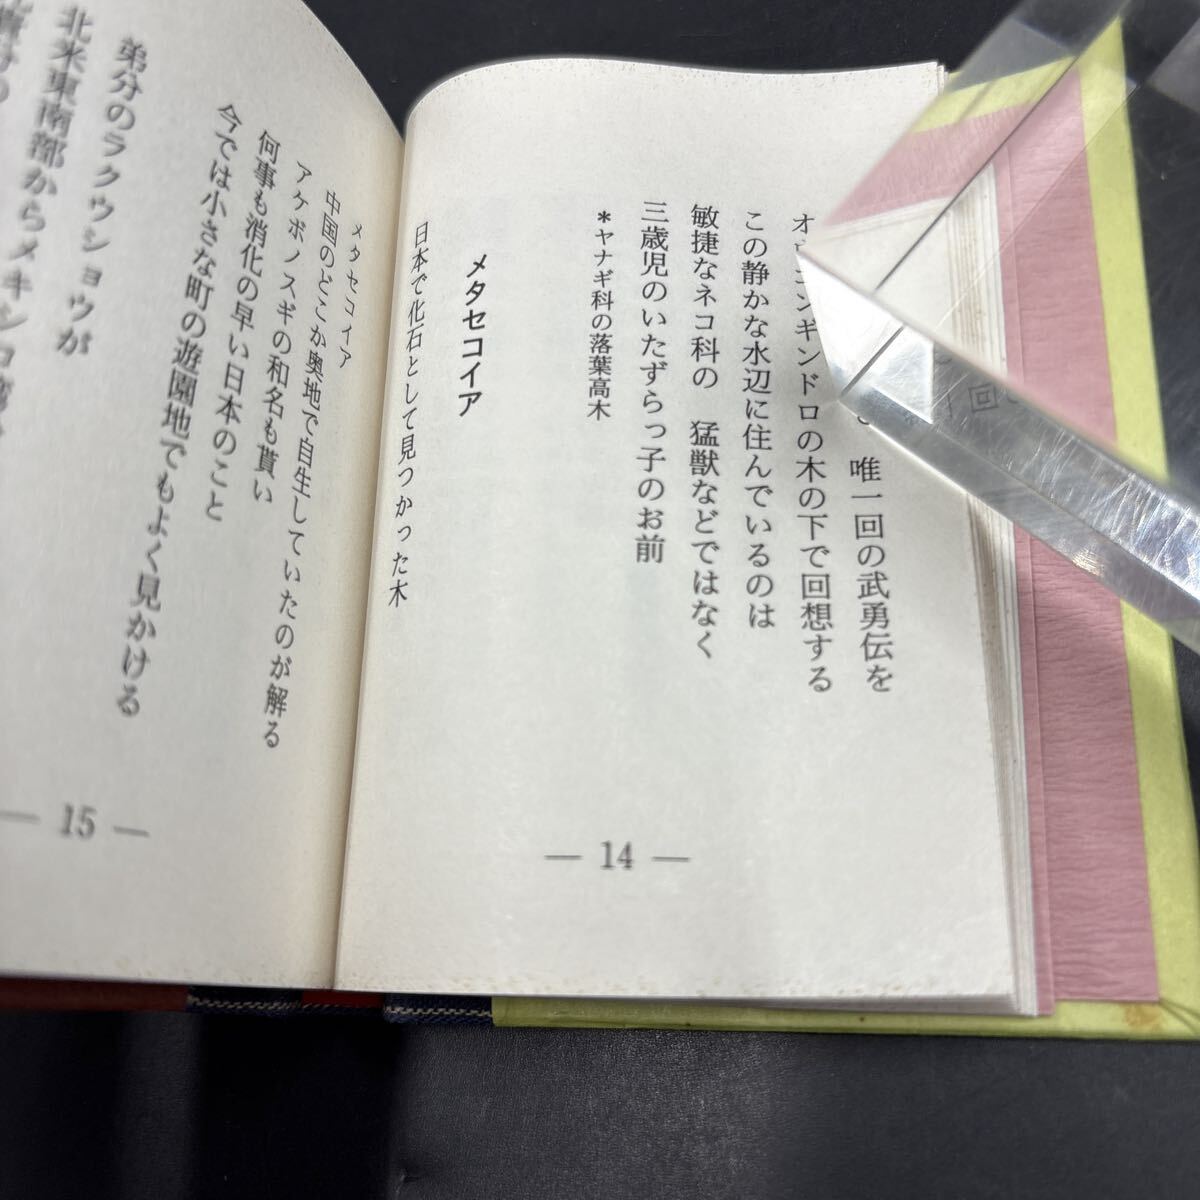 唯一回の武勇伝を
ンギンドロの木の下で回想する
この静かな水辺に住んでいるのは
敏捷なネコ科の 猛獣などではなく
三歳児のいたずらっ子のお前
*ヤナギ科の落葉高木
メタセコイア
日本で化石として見つかった木
— 14 —
メタセコイア
中国のどこか奥地で自生していたのが解る
アケボノスギの和名も貰い
何事も消化の早い日本のこと
今では小さな町の遊園地でもよく見かける
弟分のラクウショウが
北米東南部からメキシコ
— 15 —